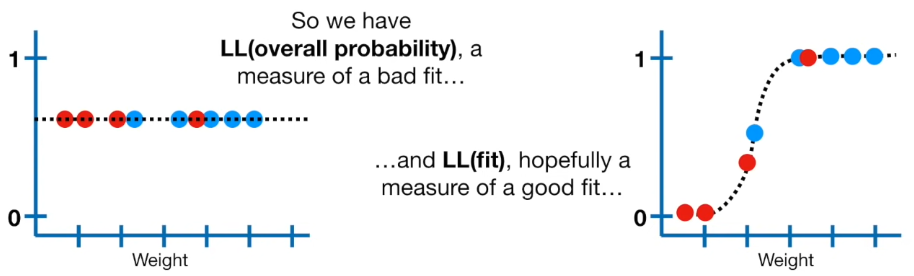 So we have
LL(overall probability), a
measure of a bad fit…
1
0
Weight
…and LL(fit), hopefully a
measure of a good fit…
1
0
Weight